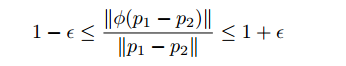 1 − ϵ ≤ ‖ϕ(p₁ − p₂)‖ / ‖p₁ − p₂‖ ≤ 1 + ϵ